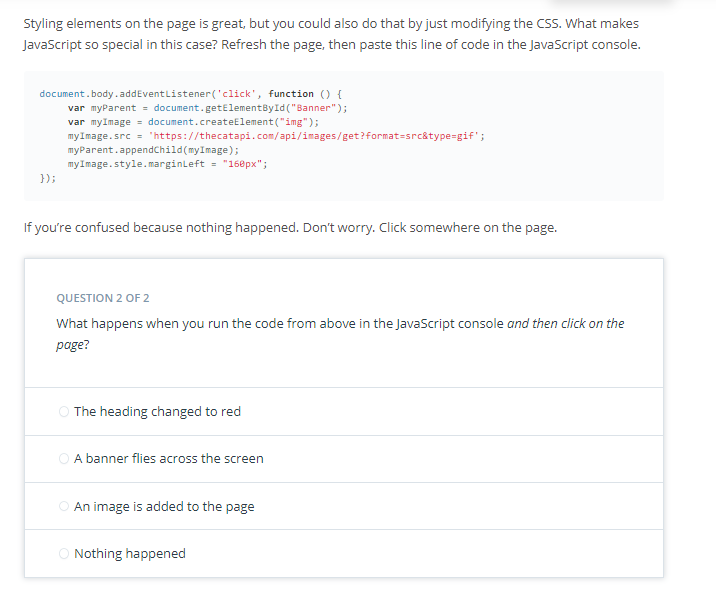 Styling elements on the page is great, but you could also do that by just modifying the CSS. What makes
JavaScript so special in this case? Refresh the page, then paste this line of code in the JavaScript console.
document.body.addEventListener('click', function () {
var myParent = document.getElementById("Banner");
var myImage = document.createElement("img");
myImage.src = 'https://thecatapi.com/api/images/get?format=src&type=gif';
myParent.appendChild(myImage);
myImage.style.marginLeft = "160px";
});
If you're confused because nothing happened. Don't worry. Click somewhere on the page.
QUESTION 2 OF 2
What happens when you run the code from above in the JavaScript console and then click on the
page?
The heading changed to red
A banner flies across the screen
An image is added to the page
Nothing happened